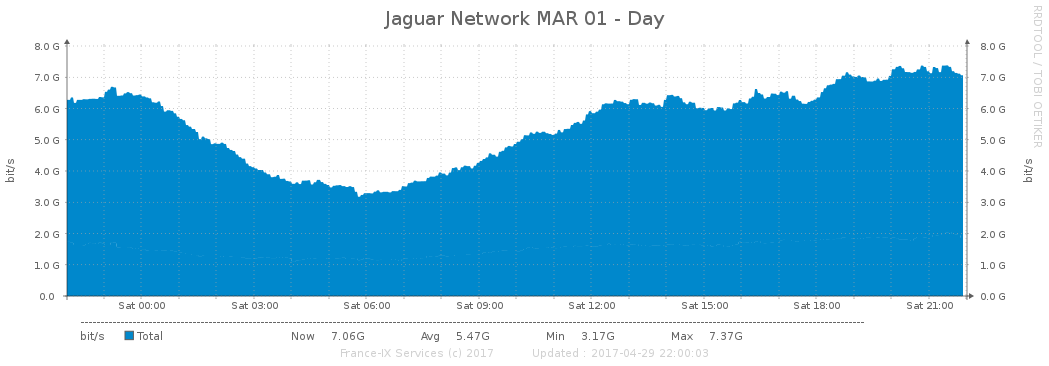 Jaguar Network MAR 01 - Day
RRDTOOL / TOBI OETIKER
8.0 G 8.0 G
7.0 G 7.0 G
6.0 G 6.0 G
5.0 G 5.0 G
4.0 G 4.0 G
3.0 G 3.0 G
2.0 G 2.0 G
1.0 G 1.0 G
0.0 0.0 G
bit/s
bit/s
Sat 00:00 Sat 03:00 Sat 06:00 Sat 09:00 Sat 12:00 Sat 15:00 Sat 18:00 Sat 21:00
bit/s Total Now 7.06G Avg 5.47G Min 3.17G Max 7.37G
France-IX Services (c) 2017 Updated : 2017-04-29 22:00:03